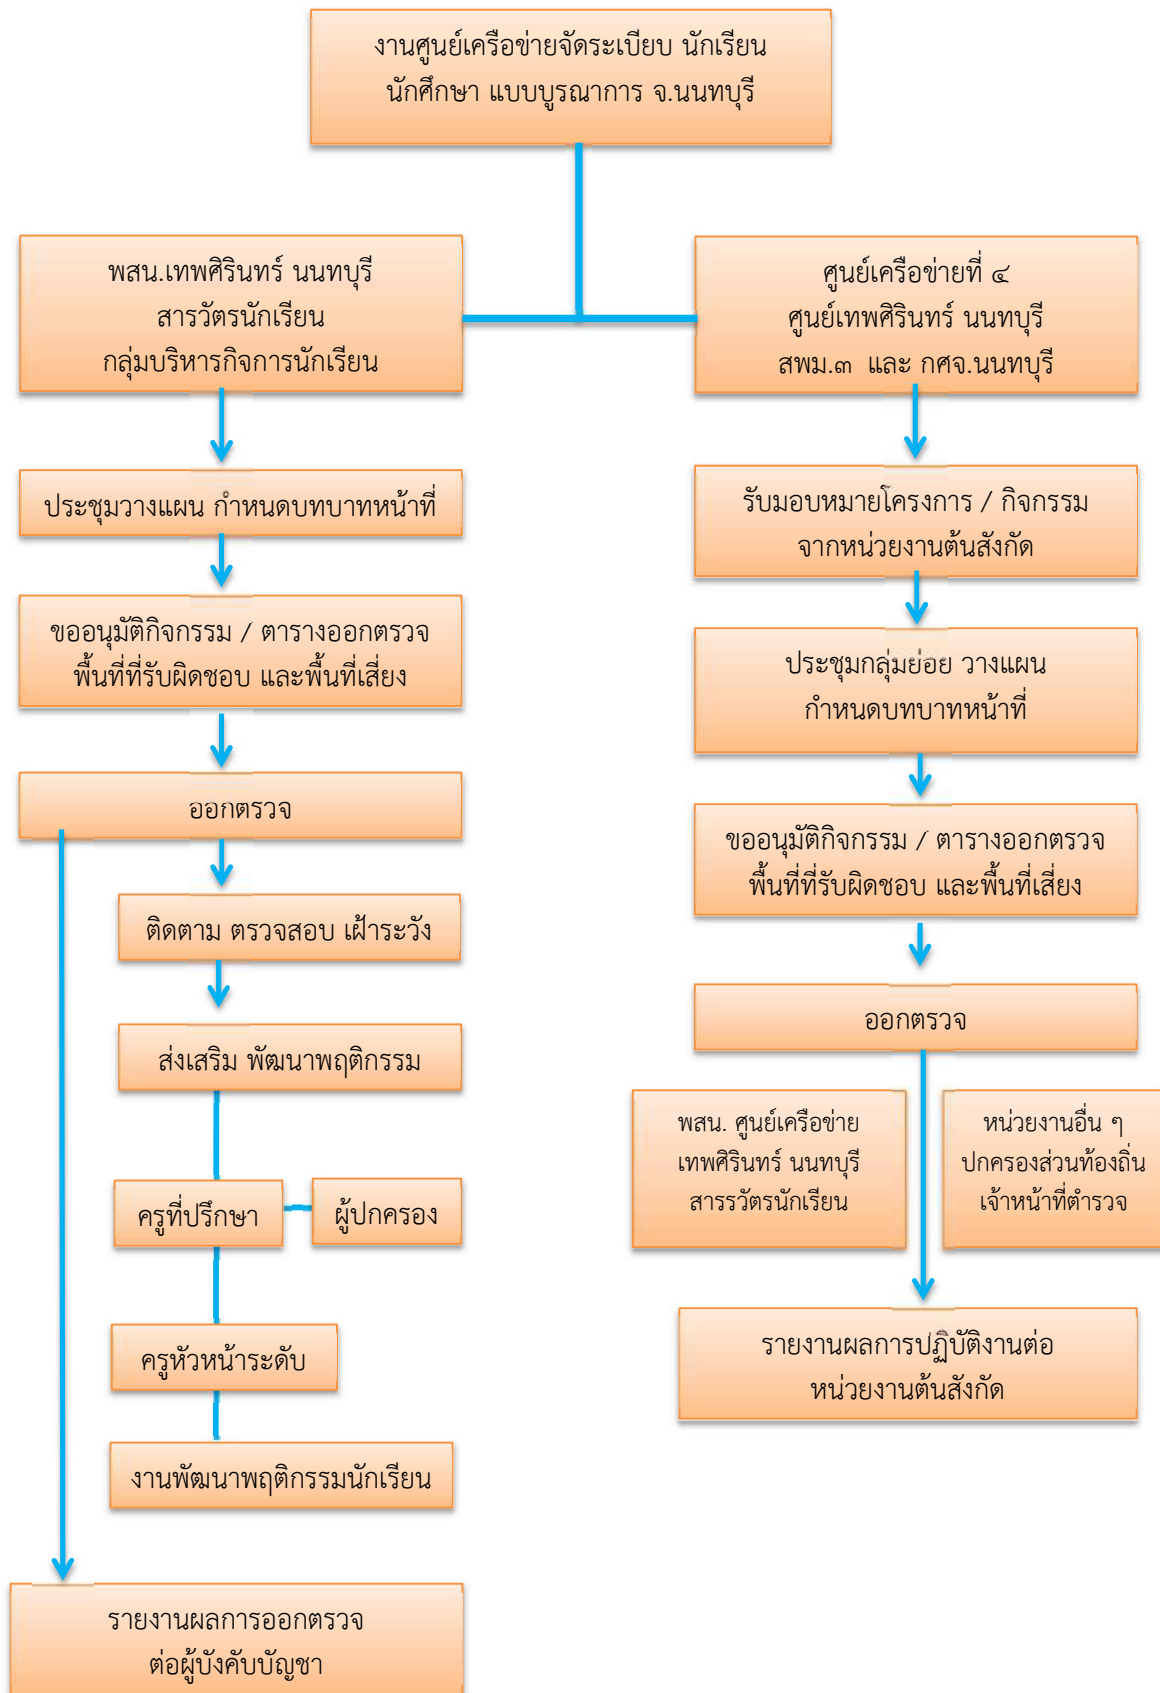 งานศูนย์เครือข่ายจัดระเบียบ นักเรียน
นักศึกษา แบบบูรณาการ จ.นนทบุรี
พสน.เทพศิรินทร์ นนทบุรี
สารวัตรนักเรียน
กลุ่มบริหารกิจการนักเรียน
ประชุมวางแผน กำหนดบทบาทหน้าที่
ขออนุมัติกิจกรรม / ตารางออกตรวจ
พื้นที่ที่รับผิดชอบ และพื้นที่เสี่ยง
ออกตรวจ
ติดตาม ตรวจสอบ เฝ้าระวัง
ส่งเสริม พัฒนาพฤติกรรม
ครูที่ปรึกษา
ผู้ปกครอง
ครูหัวหน้าระดับ
งานพัฒนาพฤติกรรมนักเรียน
รายงานผลการออกตรวจ
ต่อผู้บังคับบัญชา
ศูนย์เครือข่ายที่ ๔
ศูนย์เทพศิรินทร์ นนทบุรี
สพม.๓ และ กศจ.นนทบุรี
รับมอบหมายโครงการ / กิจกรรม
จากหน่วยงานต้นสังกัด
ประชุมกลุ่มย่อย วางแผน
กำหนดบทบาทหน้าที่
ขออนุมัติกิจกรรม / ตารางออกตรวจ
พื้นที่ที่รับผิดชอบ และพื้นที่เสี่ยง
ออกตรวจ
พสน. ศูนย์เครือข่าย
เทพศิรินทร์ นนทบุรี
สารรวัตรนักเรียน
หน่วยงานอื่น ๆ
ปกครองส่วนท้องถิ่น
เจ้าหน้าที่ตำรวจ
รายงานผลการปฏิบัติงานต่อ
หน่วยงานต้นสังกัด